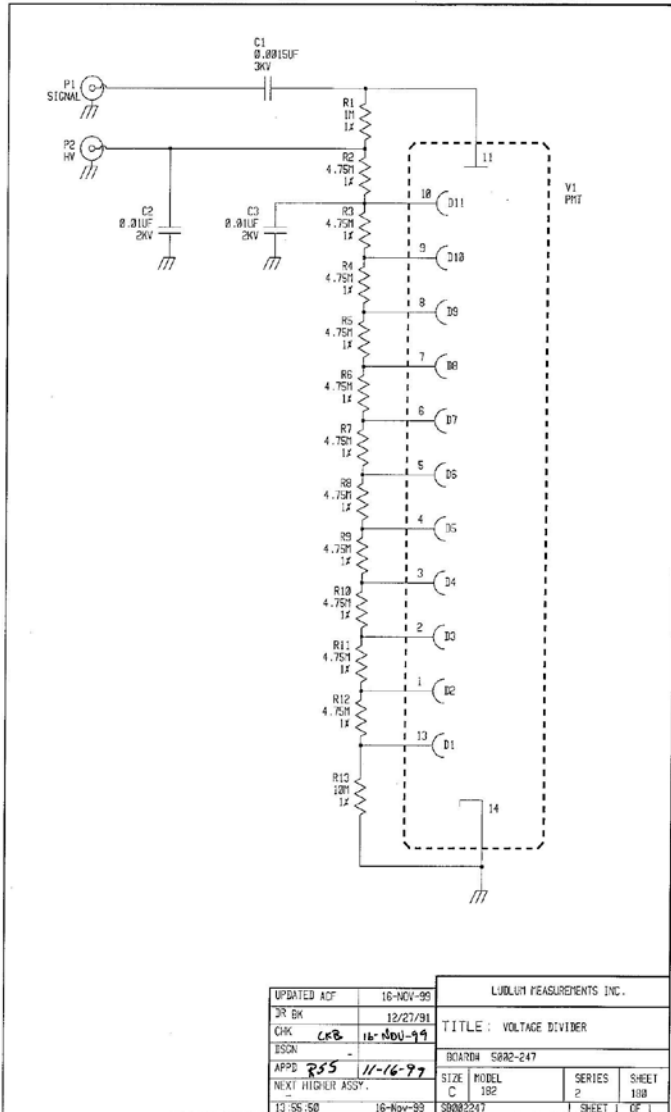 C1
0.0015UF
3KV
P1
SIGNAL
R1
1M
1%
P2
HV
R2
4.75M
1%
11
V1
PMT
C2
0.01UF
2KV
C3
0.01UF
2KV
R3
4.75M
1%
10
D11
9
D10
R4
4.75M
1%
8
D9
R5
4.75M
1%
7
D8
R6
4.75M
1%
6
D7
R7
4.75M
1%
5
D6
R8
4.75M
1%
4
D5
R9
4.75M
1%
3
D4
R10
4.75M
1%
2
D3
R11
4.75M
1%
1
D2
R12
4.75M
1%
13
D1
R13
10M
1%
14
UPDATED ACF 16-NOV-99
DR BK 12/27/91
CHK CKB 16-NOV-99
DSGN -
APPD RSS 11-16-99
NEXT HIGHER ASSY.
-
13:55:50 16-Nov-99
LUDLUM MEASUREMENTS INC.
TITLE: VOLTAGE DIVIDER
BOARD# 5002-247
SIZE MODEL SERIES SHEET
C 182 2 180
SB002247 SHEET 1 OF 1